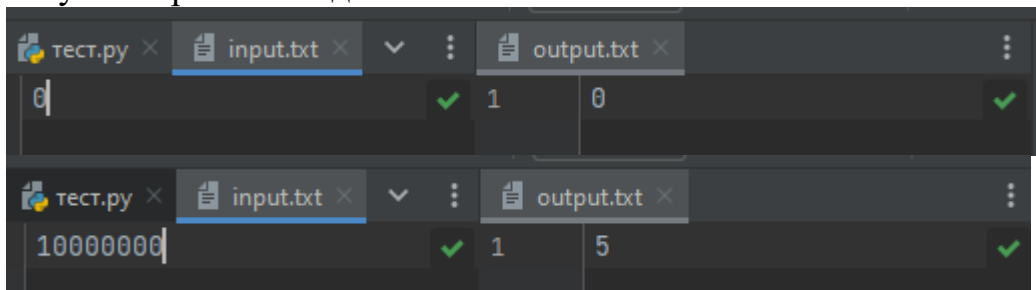 тест.py input.txt output.txt
0 1 0
тест.py input.txt output.txt
10000000 1 5